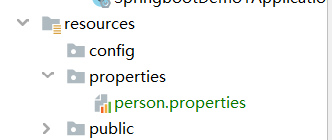 SpringbootDemo1Applicatio
resources
config
properties
person.properties
public